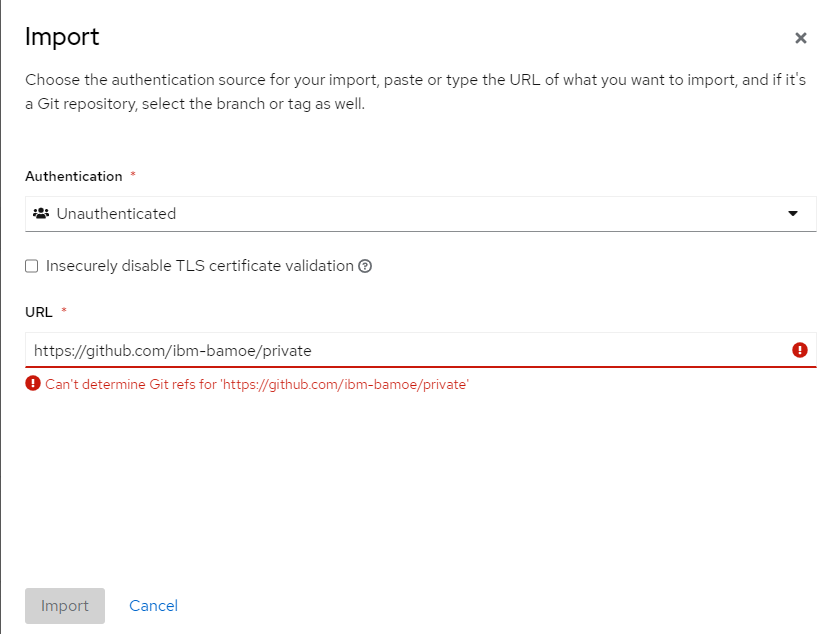 Import
Choose the authentication source for your import, paste or type the URL of what you want to import, and if it's
a Git repository, select the branch or tag as well.
Authentication *
Unauthenticated
Insecurely disable TLS certificate validation
URL *
https://github.com/ibm-bamoe/private
Can't determine Git refs for 'https://github.com/ibm-bamoe/private'
Import Cancel